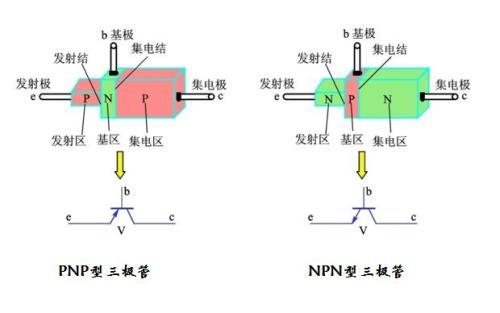 b 基极
发射结
集电结
发射极
e
集电极
c
P
N
P
发射区
基区
集电区
b
e
c
V
PNP型三极管
b 基极
发射结
集电结
发射极
e
集电极
c
N
P
N
发射区
基区
集电区
b
e
c
V
NPN型三极管